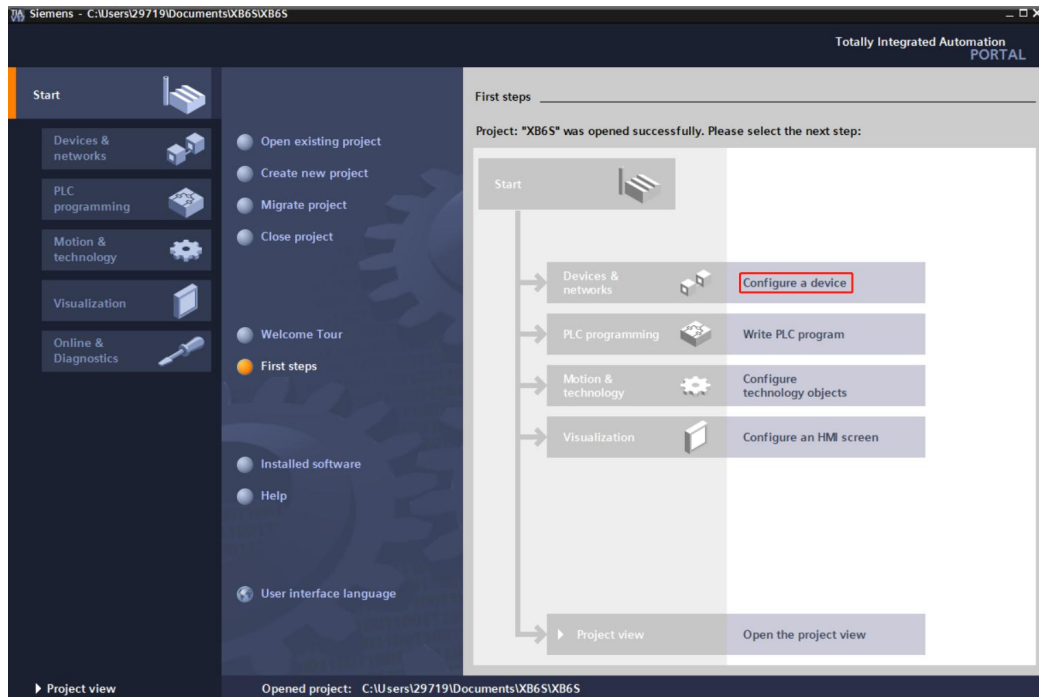 Siemens - C:\Users\29719\Documents\XB6S\XB6S
Totally Integrated Automation
PORTAL
Start
Devices &
networks
PLC
programming
Motion &
technology
Visualization
Online &
Diagnostics
Open existing project
Create new project
Migrate project
Close project
Welcome Tour
First steps
Installed software
Help
User interface language
First steps
Project: "XB6S" was opened successfully. Please select the next step:
Start
Devices &
networks
Configure a device
PLC programming
Write PLC program
Motion &
technology
Configure
technology objects
Visualization
Configure an HMI screen
Project view
Open the project view
Project view
Opened project: C:\Users\29719\Documents\XB6S\XB6S